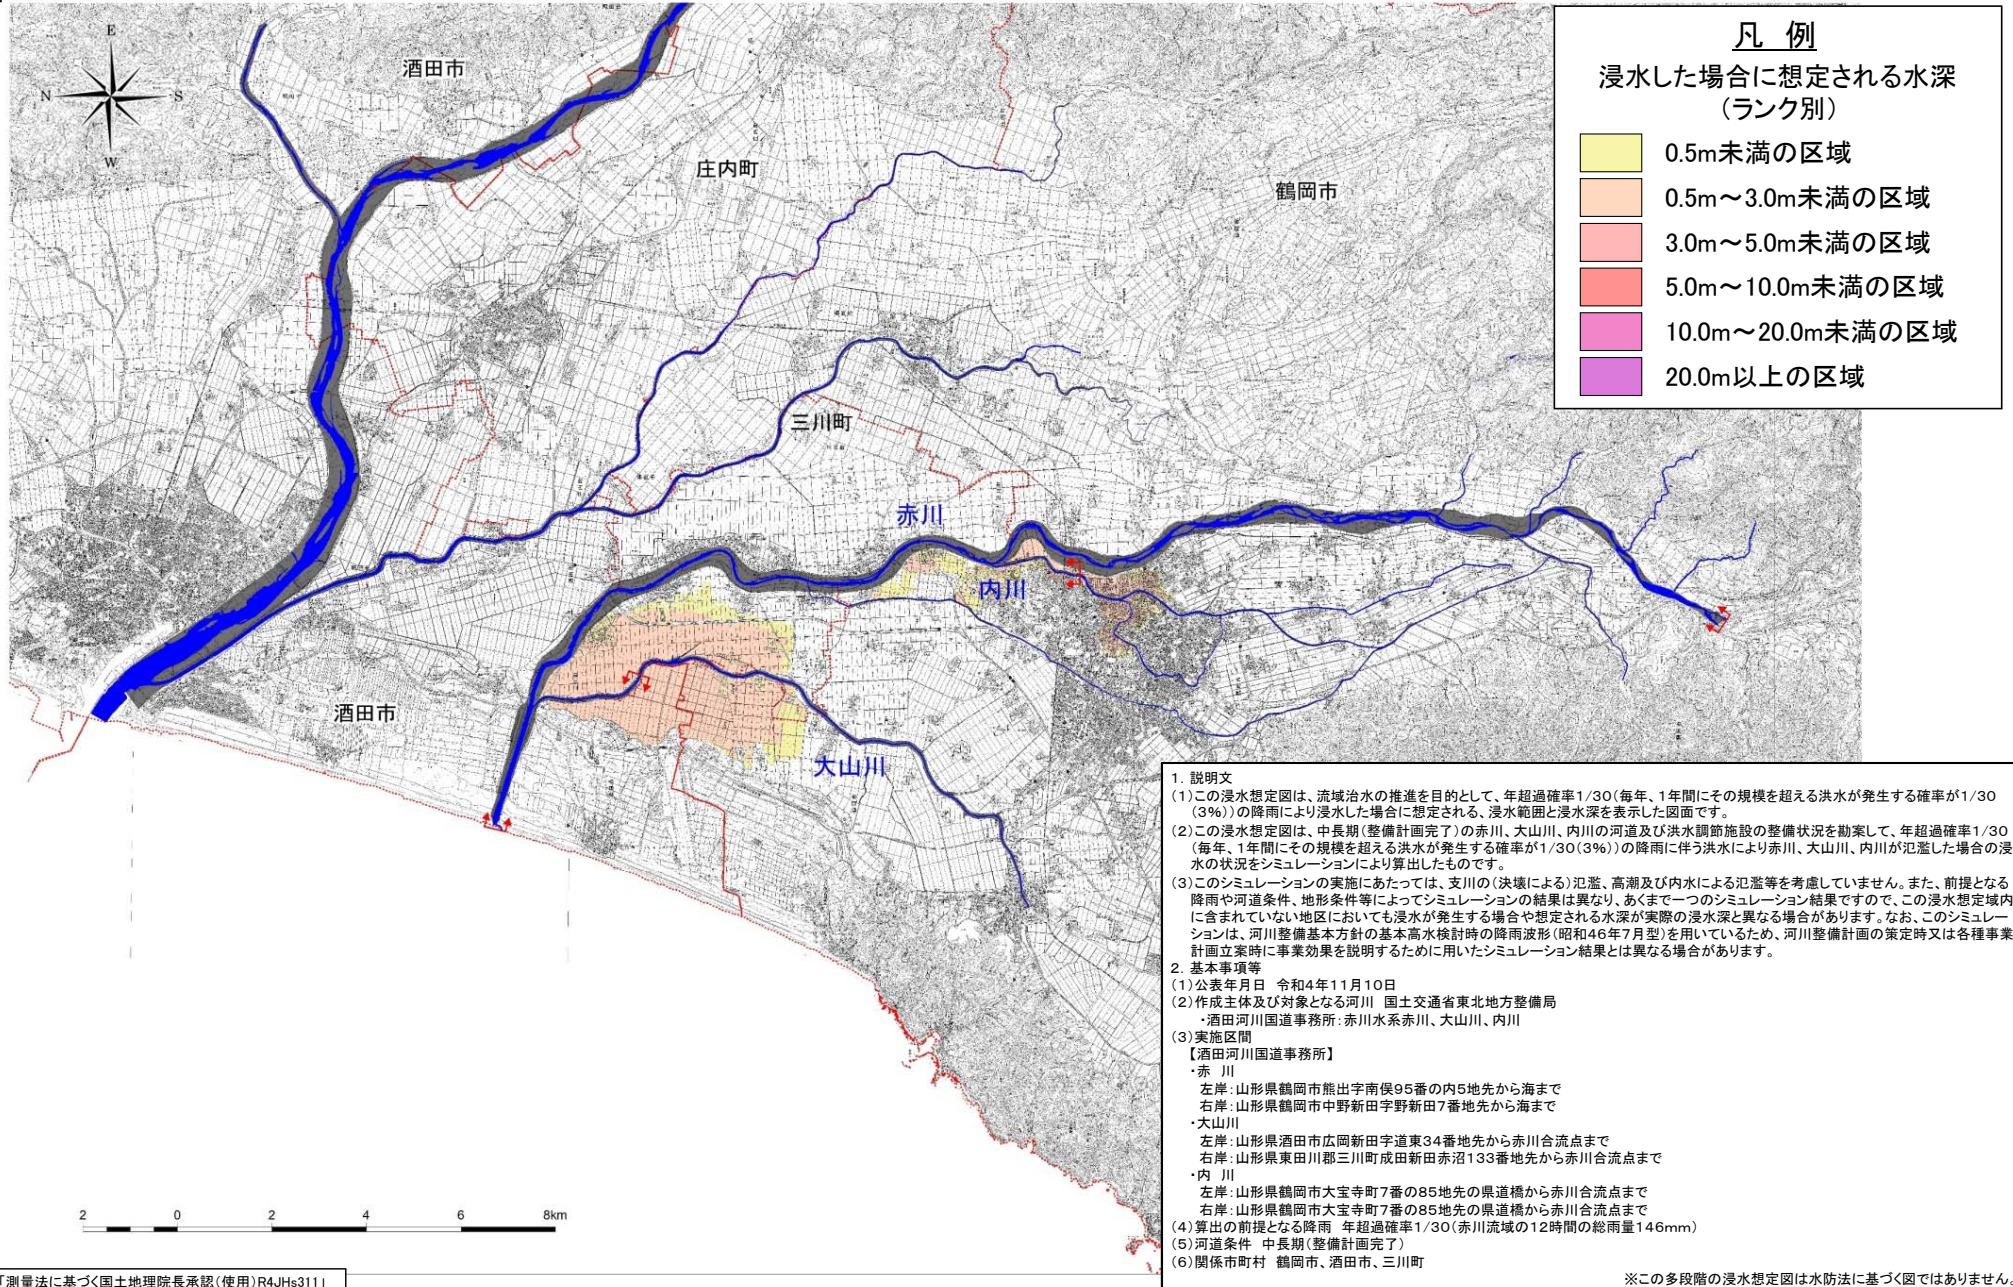 E
N
S
W
酒田市
庄内町
鶴岡市
三川町
赤川
内川
酒田市
大山川
凡 例
浸水した場合に想定される水深
(ランク別)
0.5m未満の区域
0.5m～3.0m未満の区域
3.0m～5.0m未満の区域
5.0m～10.0m未満の区域
10.0m～20.0m未満の区域
20.0m以上の区域
1. 説明文
(1)この浸水想定図は、流域治水の推進を目的として、年超過確率1/30(毎年、1年間にその規模を超える洪水が発生する確率が1/30
(3%))の降雨により浸水した場合に想定される、浸水範囲と浸水深を表示した図面です。
(2)この浸水想定図は、中長期(整備計画完了)の赤川、大山川、内川の河道及び洪水調節施設の整備状況を勘案して、年超過確率1/30
(毎年、1年間にその規模を超える洪水が発生する確率が1/30(3%))の降雨に伴う洪水により赤川、大山川、内川が氾濫した場合の浸
水の状況をシミュレーションにより算出したものです。
(3)このシミュレーションの実施にあたっては、支川の(決壊による)氾濫、高潮及び内水による氾濫等を考慮していません。また、前提となる
降雨や河道条件、地形条件等によってシミュレーションの結果は異なり、あくまで一つのシミュレーション結果ですので、この浸水想定域内
に含まれていない地区においても浸水が発生する場合や想定される水深が実際の浸水深と異なる場合があります。なお、このシミュレー
ションは、河川整備基本方針の基本高水検討時の降雨波形(昭和46年7月型)を用いているため、河川整備計画の策定時又は各種事業
計画立案時に事業効果を説明するために用いたシミュレーション結果とは異なる場合があります。
2. 基本事項等
(1)公表年月日 令和4年11月10日
(2)作成主体及び対象となる河川 国土交通省東北地方整備局
・酒田河川国道事務所:赤川水系赤川、大山川、内川
(3)実施区間
【酒田河川国道事務所】
・赤 川
左岸:山形県鶴岡市熊出字南俣95番の内5地先から海まで
右岸:山形県鶴岡市中野新田字野新田7番地先から海まで
・大山川
左岸:山形県酒田市広岡新田字道東34番地先から赤川合流点まで
右岸:山形県東田川郡三川町成田新田赤沼133番地先から赤川合流点まで
・内 川
左岸:山形県鶴岡市大宝寺町7番の85地先の県道橋から赤川合流点まで
右岸:山形県鶴岡市大宝寺町7番の85地先の県道橋から赤川合流点まで
(4)算出の前提となる降雨 年超過確率1/30(赤川流域の12時間の総雨量146mm)
(5)河道条件 中長期(整備計画完了)
(6)関係市町村 鶴岡市、酒田市、三川町
※この多段階の浸水想定図は水防法に基づく図ではありません。
2 0 2 4 6 8km
「測量法に基づく国土地理院長承認(使用)R4JHs311」